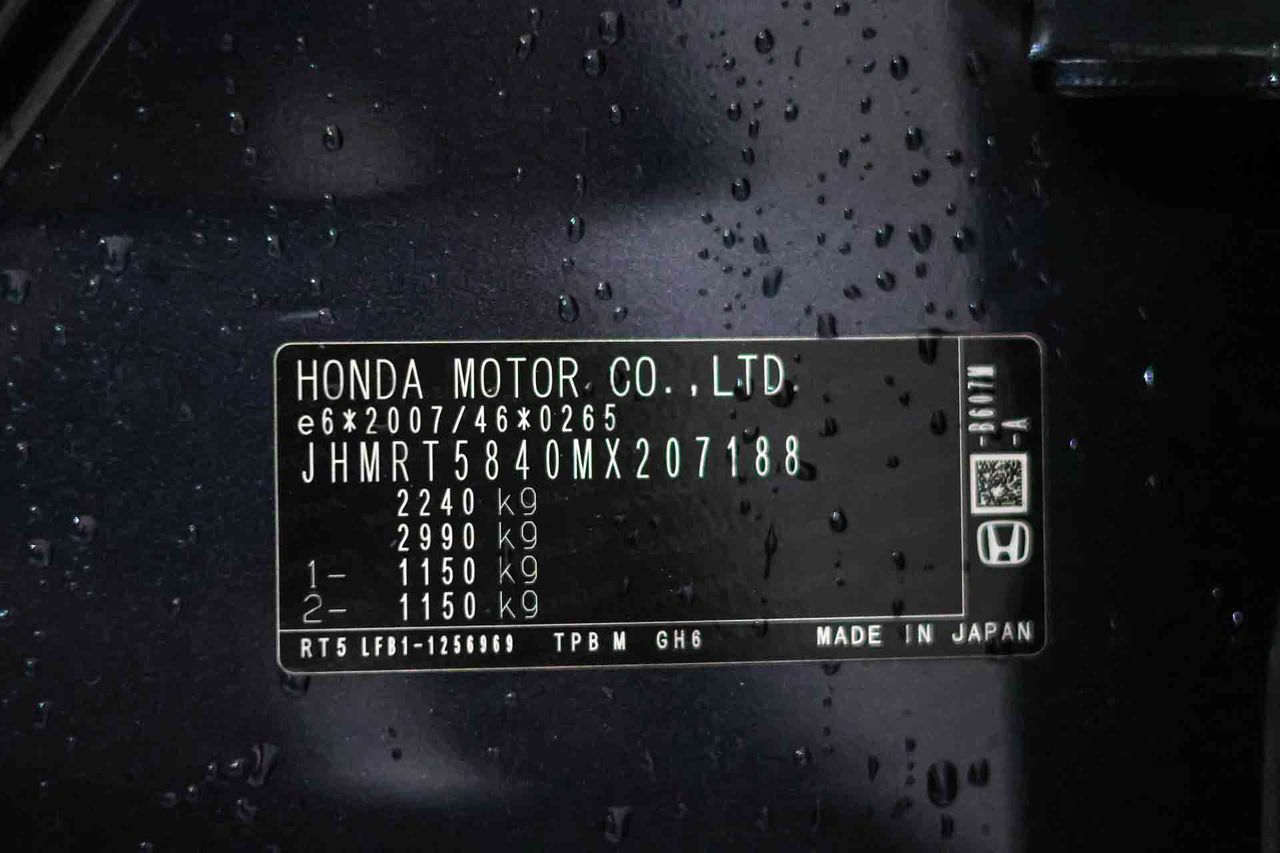 HONDA MOTOR CO.,LTD.
e6*2007/46*0265
JHMRT5840MX207188
2240 kg
2990 kg
1- 1150 kg
2- 1150 kg
RT5 LFB1-1256969 TPB M GH6 MADE IN JAPAN
-B607M
-A